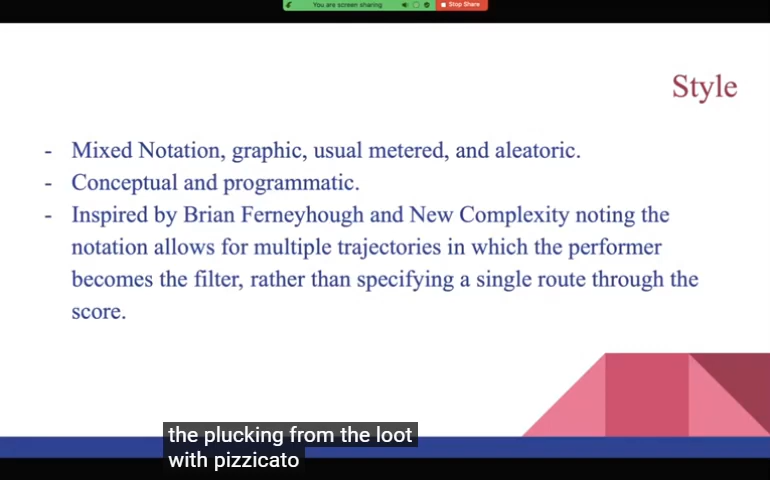 You are screen sharing
Stop Share
Style
- Mixed Notation, graphic, usual metered, and aleatoric.
- Conceptual and programmatic.
- Inspired by Brian Ferneyhough and New Complexity noting the
notation allows for multiple trajectories in which the performer
becomes the filter, rather than specifying a single route through the
score.
the plucking from the loot
with pizzicato